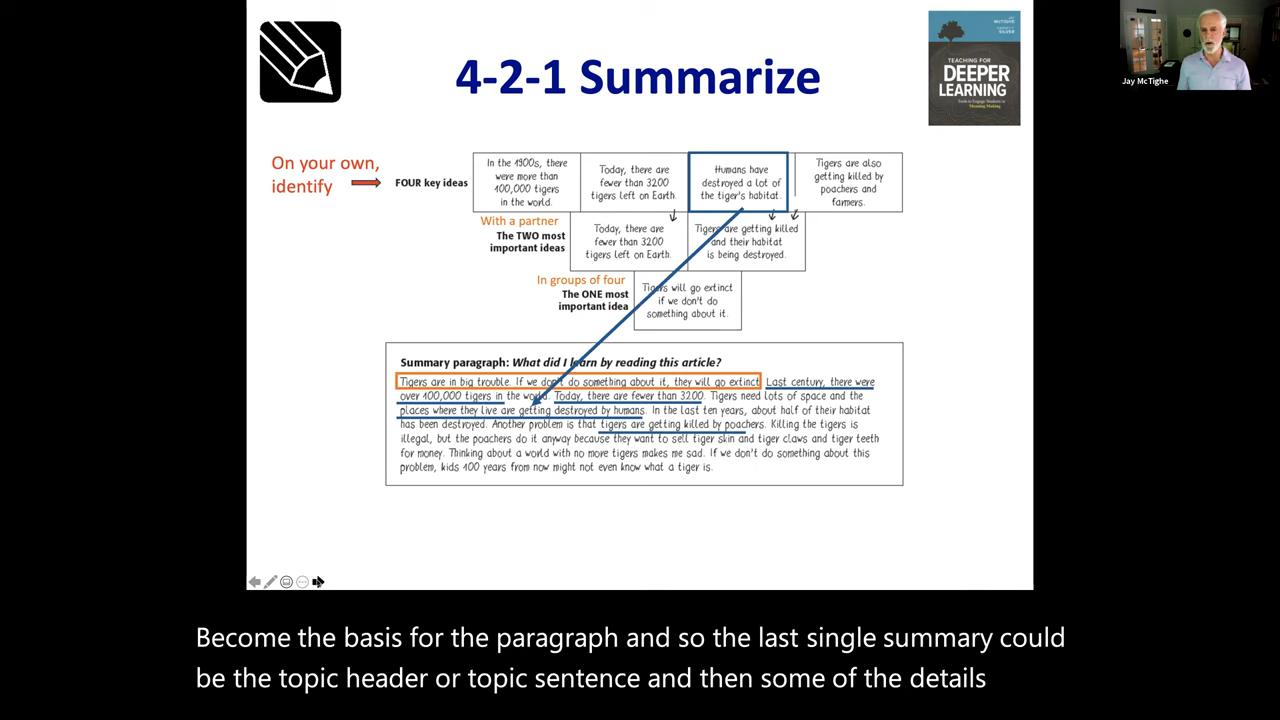 4-2-1 Summarize
JAY
McTIGHE
SILVER
TEACHING FOR
DEEPER
LEARNING
Tools to Engage Students in
Meaning Making
Jay McTighe
On your own,
identify
FOUR key ideas
In the 1900s, there
were more than
100,000 tigers
in the world.
Today, there are
fewer than 3200
tigers left on Earth.
Humans have
destroyed a lot of
the tiger's habitat.
Tigers are also
getting killed by
poachers and
farmers.
With a partner
The TWO most
important ideas
Today, there are
fewer than 3200
tigers left on Earth.
Tigers are getting killed
and their habitat
is being destroyed.
In groups of four
The ONE most
important idea
Tigers will go extinct
if we don't do
something about it.
Summary paragraph: What did I learn by reading this article?
Tigers are in big trouble. If we don't do something about it, they will go extinct. Last century, there were
over 100,000 tigers in the world. Today, there are fewer than 3200. Tigers need lots of space and the
places where they live are getting destroyed by humans. In the last ten years, about half of their habitat
has been destroyed. Another problem is that tigers are getting killed by poachers. Killing the tigers is
illegal, but the poachers do it anyway because they want to sell tiger skin and tiger claws and tiger teeth
for money. Thinking about a world with no more tigers makes me sad. If we don't do something about this
problem, kids 100 years from now might not even know what a tiger is.
Become the basis for the paragraph and so the last single summary could
be the topic header or topic sentence and then some of the details